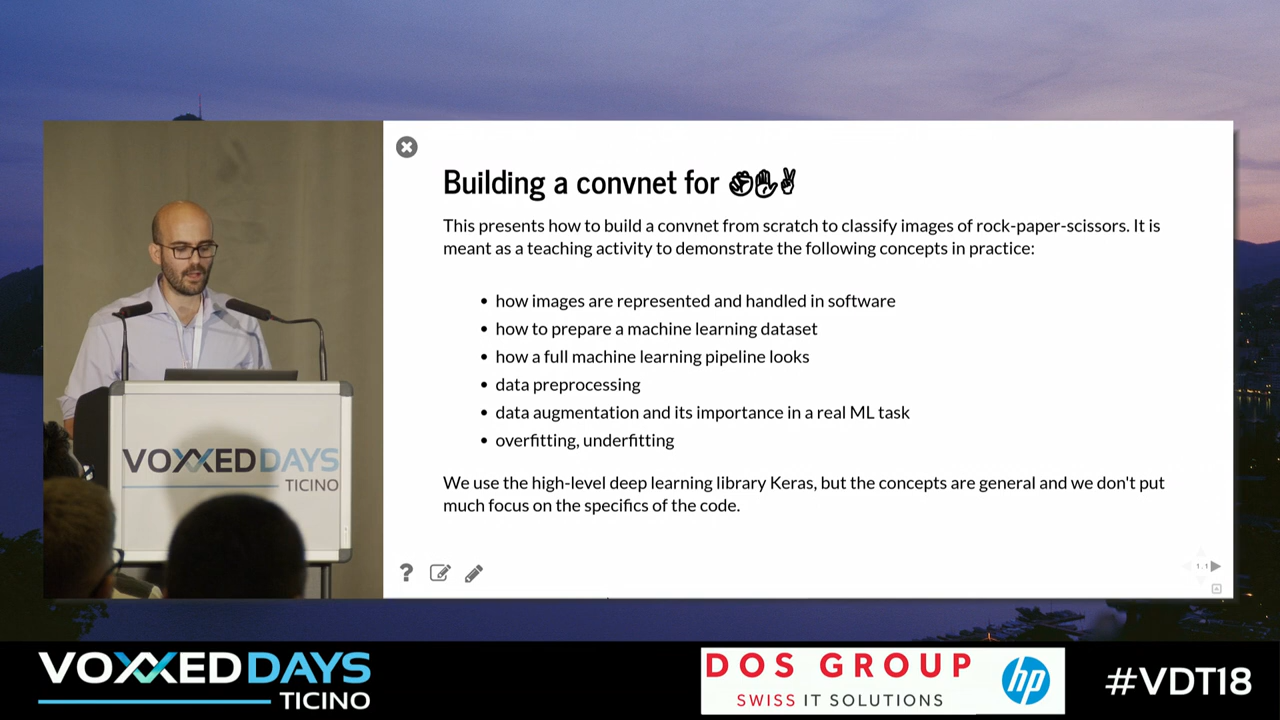 Building a convnet for ✊✋✌
This presents how to build a convnet from scratch to classify images of rock-paper-scissors. It is
meant as a teaching activity to demonstrate the following concepts in practice:
• how images are represented and handled in software
• how to prepare a machine learning dataset
• how a full machine learning pipeline looks
• data preprocessing
• data augmentation and its importance in a real ML task
• overfitting, underfitting
We use the high-level deep learning library Keras, but the concepts are general and we don't put
much focus on the specifics of the code.
?
1.1
VOXXED DAYS
TICINO
VOXXED DAYS
TICINO
DOS GROUP
SWISS IT SOLUTIONS
hp
#VDT18